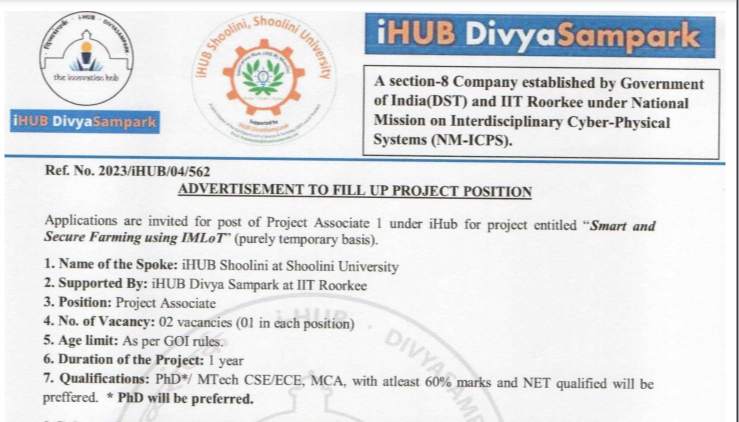 · i-HUB · DIVYASAMPARK
the innovation hub
iHUB DivyaSampark
iHUB Shoolini, Shoolini University
Supported by
iHUB DivyaSampark
iHUB DivyaSampark
A section-8 Company established by Government
of India(DST) and IIT Roorkee under National
Mission on Interdisciplinary Cyber-Physical
Systems (NM-ICPS).
Ref. No. 2023/iHUB/04/562
ADVERTISEMENT TO FILL UP PROJECT POSITION
Applications are invited for post of Project Associate 1 under iHub for project entitled “Smart and
Secure Farming using IMLoT” (purely temporary basis).
1. Name of the Spoke: iHUB Shoolini at Shoolini University
2. Supported By: iHUB Divya Sampark at IIT Roorkee
3. Position: Project Associate
4. No. of Vacancy: 02 vacancies (01 in each position)
5. Age limit: As per GOI rules.
6. Duration of the Project: 1 year
7. Qualifications: PhD*/ MTech CSE/ECE, MCA, with atleast 60% marks and NET qualified will be
preffered. * PhD will be preferred.
i-HUB · DIVYASAMPARK